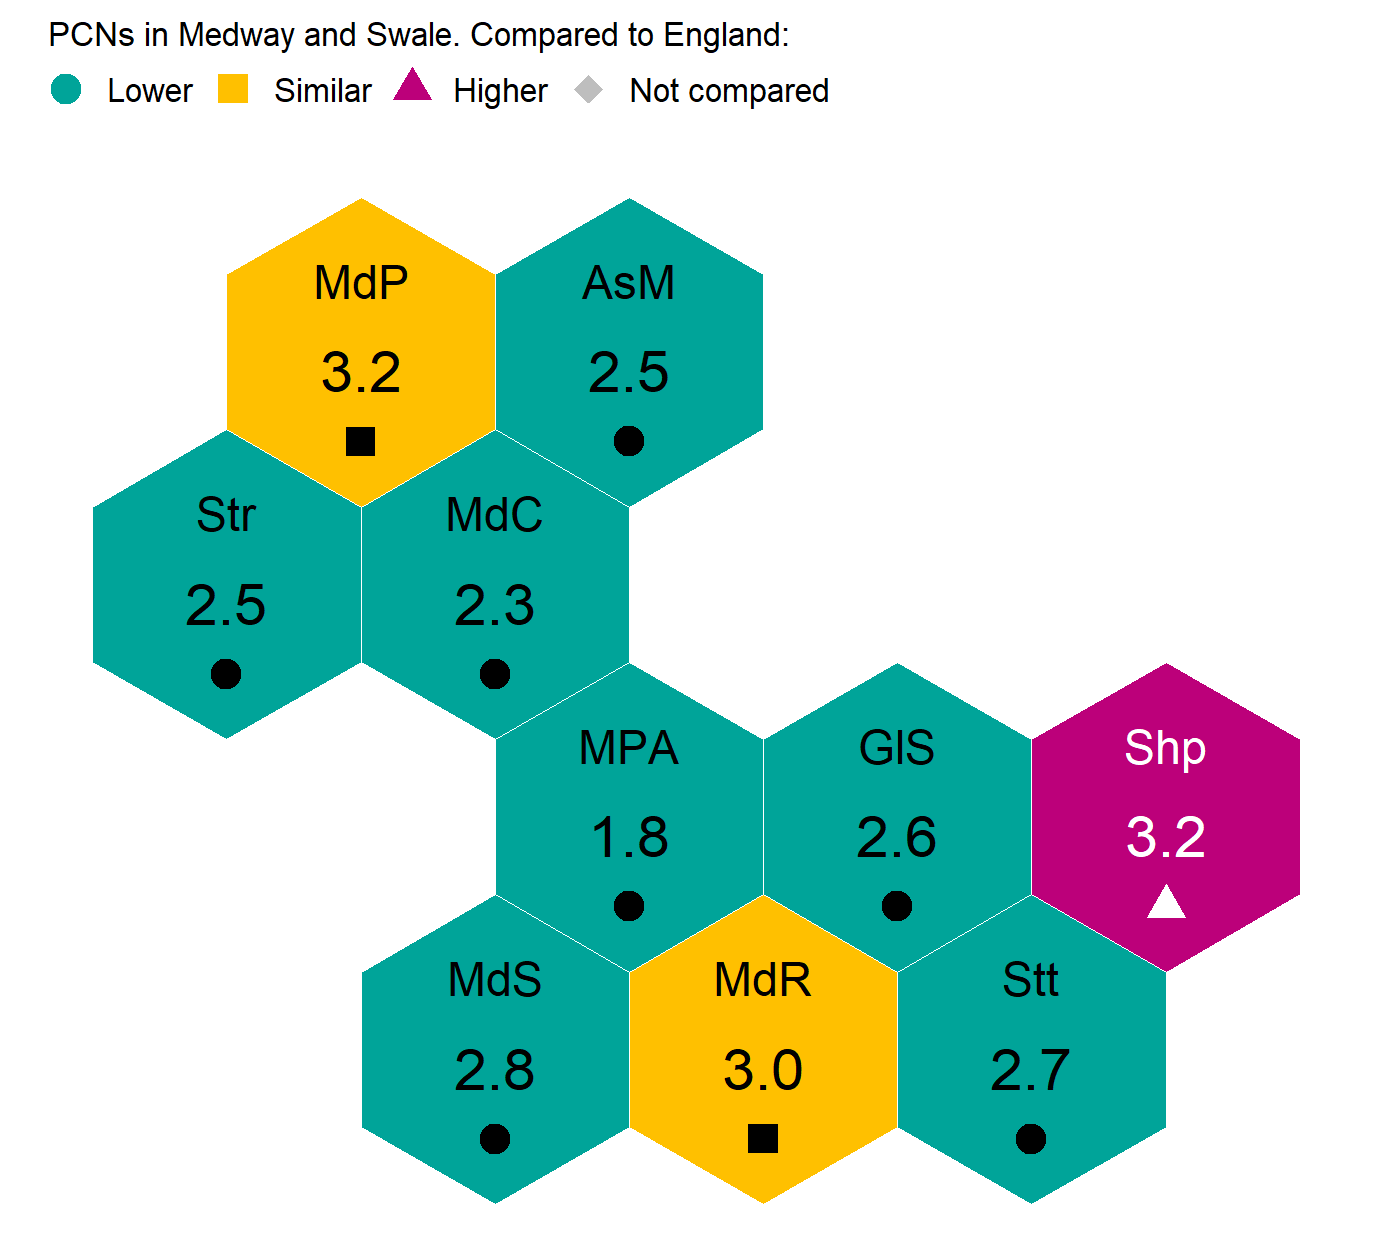 PCNs in Medway and Swale. Compared to England:
Lower Similar Higher Not compared
MdP AsM
3.2 2.5
Str MdC
2.5 2.3
MPA GlS Shp
1.8 2.6 3.2
MdS MdR Stt
2.8 3.0 2.7